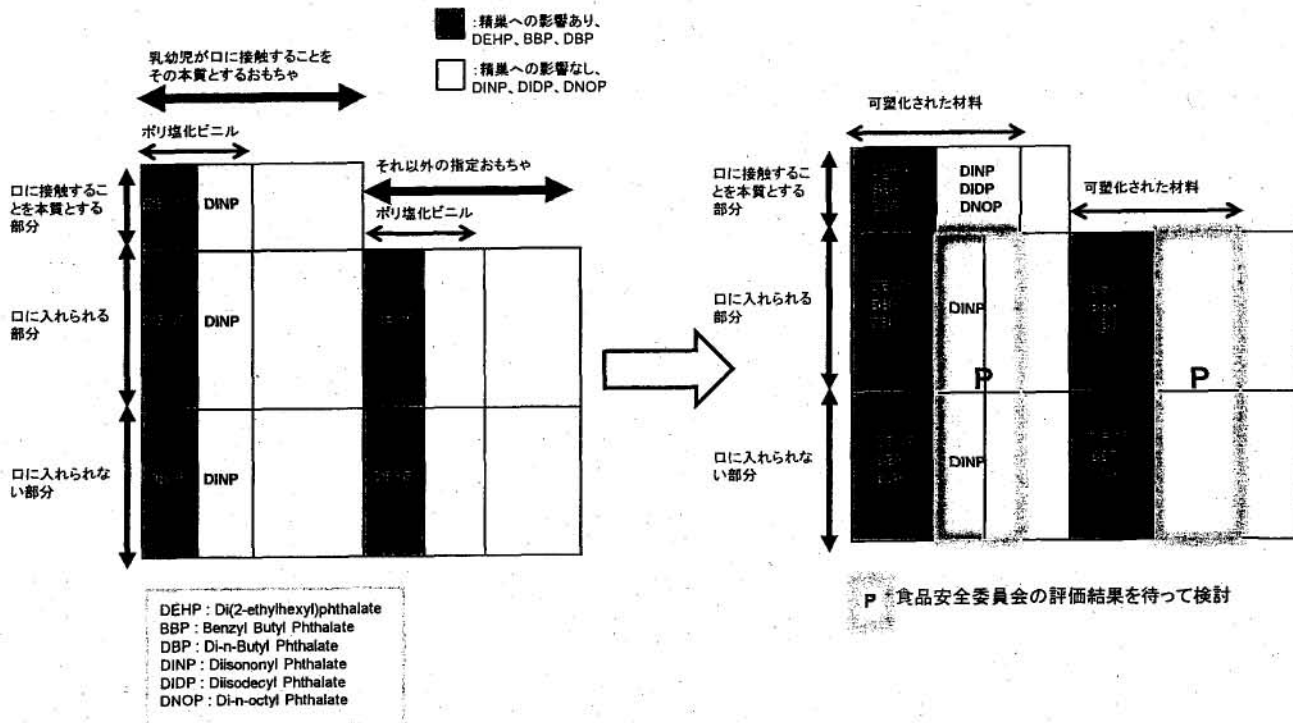 :精巣への影響あり、
DEHP、BBP、DBP
:精巣への影響なし、
DINP、DIDP、DNOP
乳幼児が口に接触することを
その本質とするおもちゃ
ポリ塩化ビニル
それ以外の指定おもちゃ
ポリ塩化ビニル
口に接触するこ
とを本質とする
部分
DINP
口に入れられる
部分
DINP
口に入れられな
い部分
DINP
可塑化された材料
可塑化された材料
口に接触するこ
とを本質とする
部分
DINP
DIDP
DNOP
口に入れられる
部分
DINP
P
P
口に入れられな
い部分
DINP
P 食品安全委員会の評価結果を待って検討
DEHP : Di(2-ethylhexyl)phthalate
BBP : Benzyl Butyl Phthalate
DBP : Di-n-Butyl Phthalate
DINP : Diisononyl Phthalate
DIDP : Diisodecyl Phthalate
DNOP : Di-n-octyl Phthalate